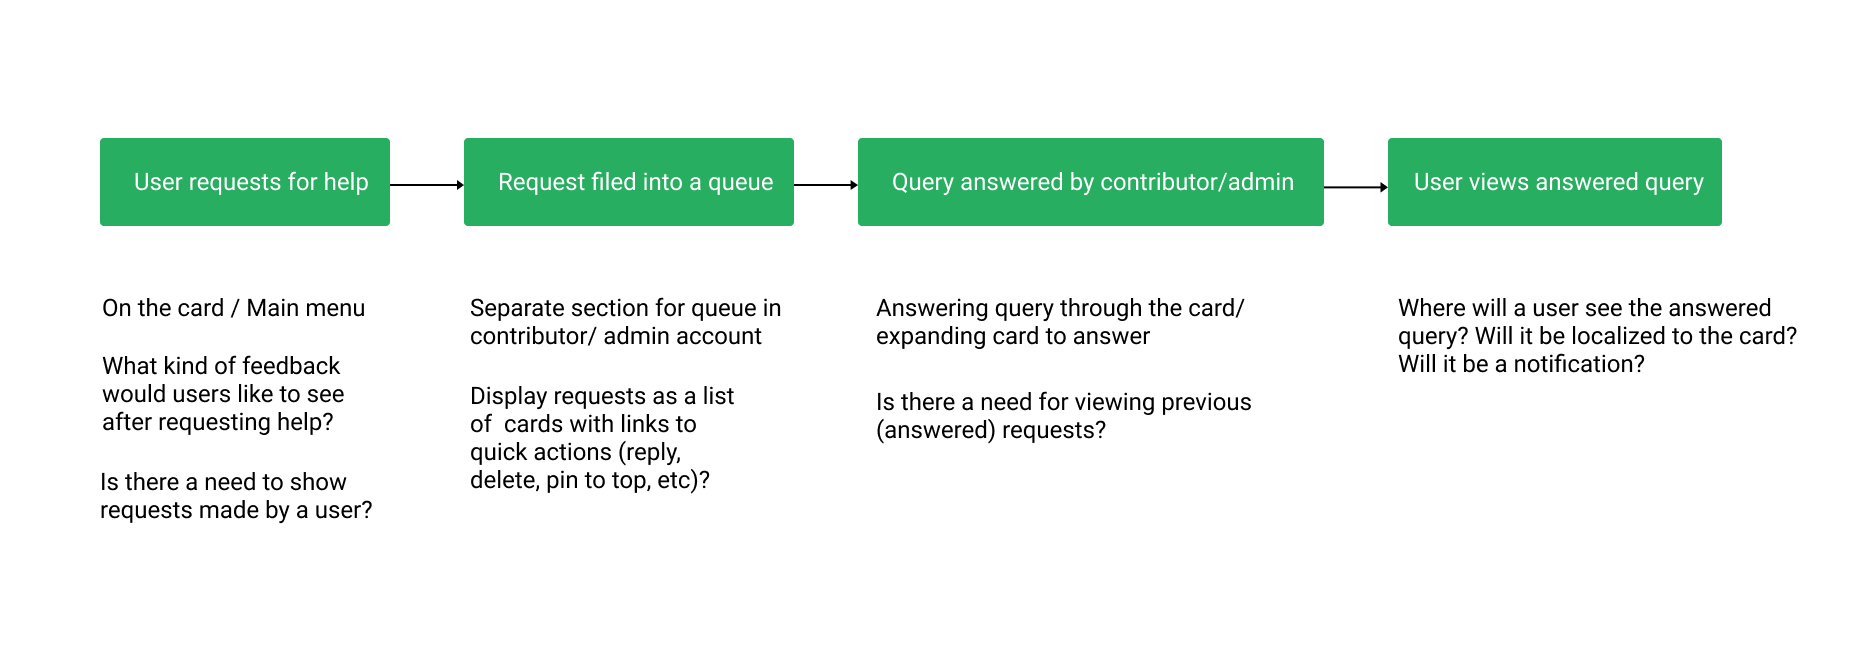 User requests for help
Request filed into a queue
Query answered by contributor/admin
User views answered query
On the card / Main menu
What kind of feedback
would users like to see
after requesting help?
Is there a need to show
requests made by a user?
Separate section for queue in
contributor/ admin account
Display requests as a list
of  cards with links to
quick actions (reply,
delete, pin to top, etc)?
Answering query through the card/
expanding card to answer
Is there a need for viewing previous
(answered) requests?
Where will a user see the answered
query? Will it be localized to the card?
Will it be a notification?